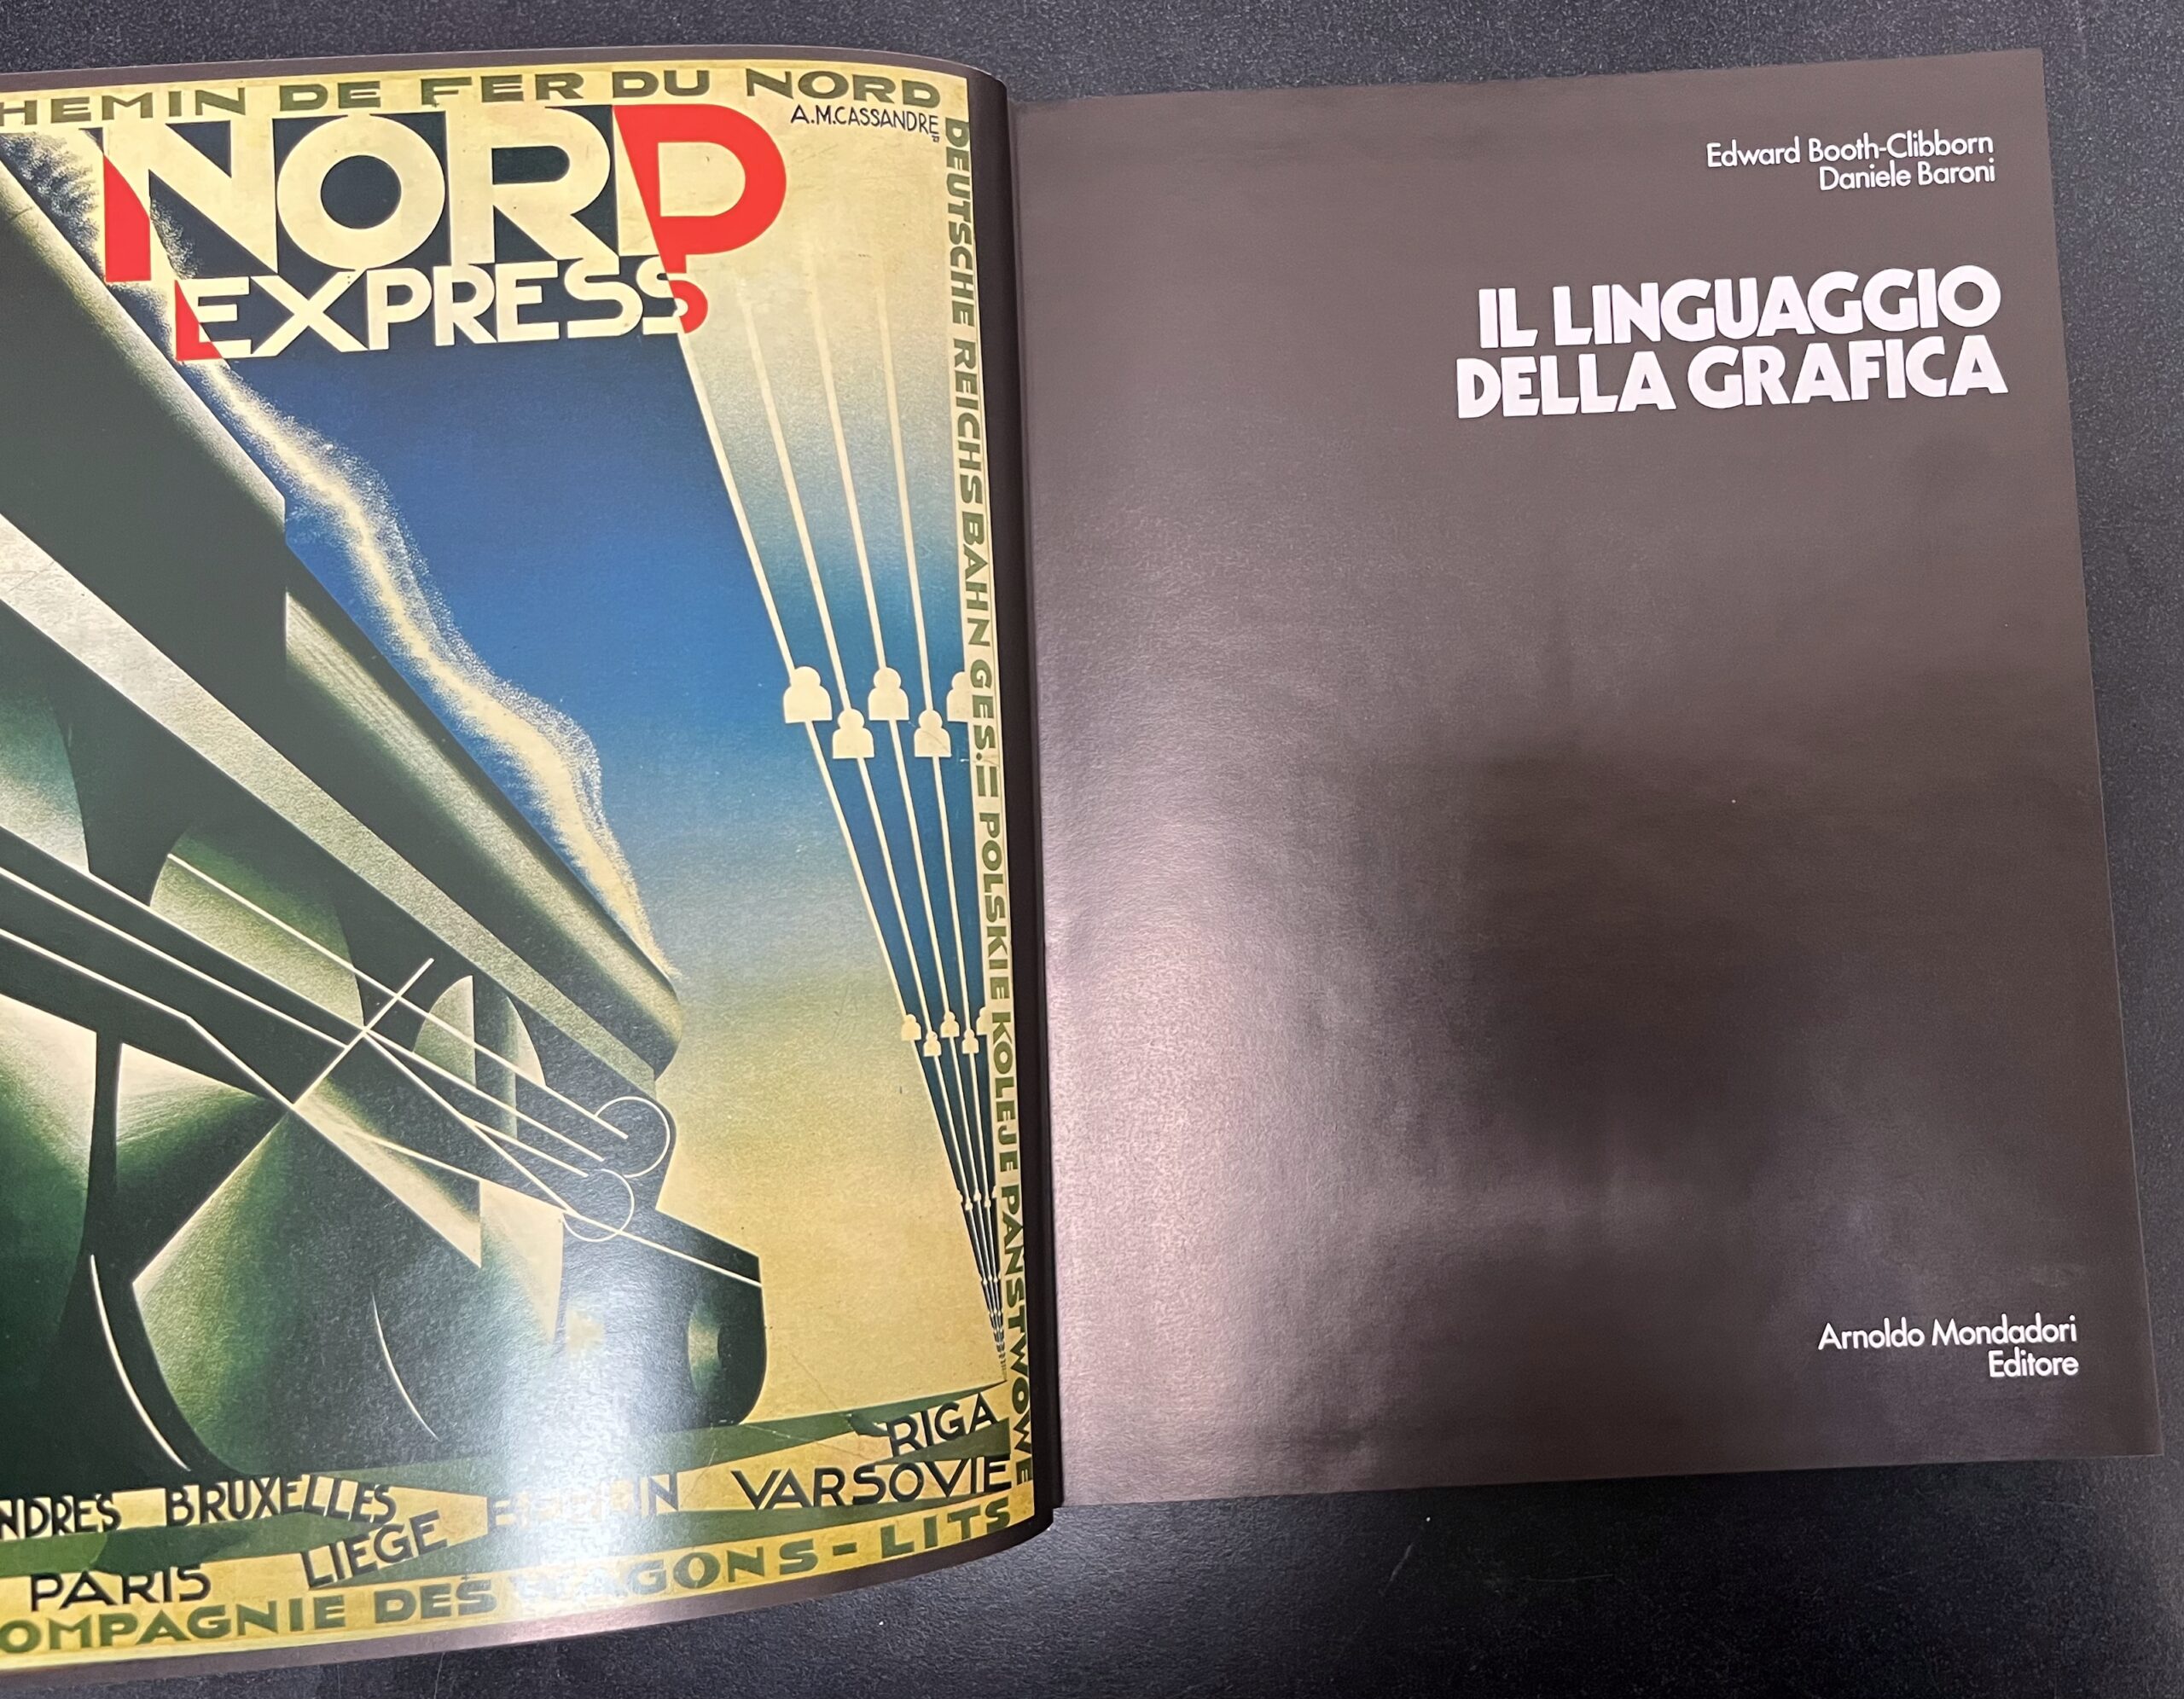 HEMIN DE FER DU NORD
A.M.CASSANDRE
NORD
EXPRESS
DEUTSCHE REICHSBAHN GES. = POLSKIE KOLEJE PANSTWOWE
RIGA
NDRES BRUXELLES
VARSOVIE
LIEGE
PARIS
OMPAGNIE DES WAGONS-LITS
Edward Booth-Clibborn
Daniele Baroni
IL LINGUAGGIO
DELLA GRAFICA
Arnoldo Mondadori
Editore